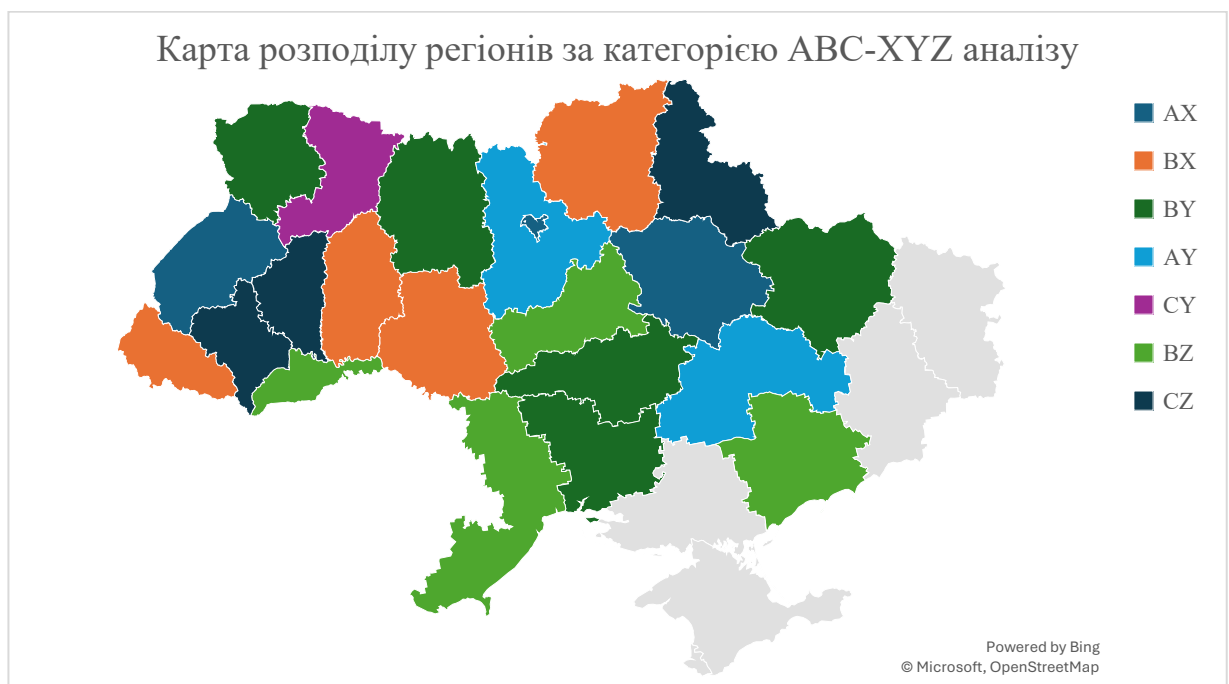 Карта розподілу регіонів за категорією ABC-XYZ аналізу
AX
BX
BY
AY
CY
BZ
CZ
Powered by Bing
© Microsoft, OpenStreetMap